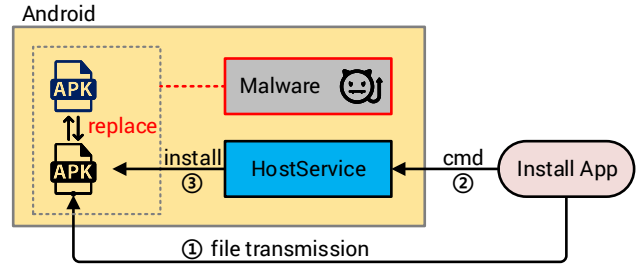 Android
APK
Malware
replace
APK
install
③
HostService
cmd
②
Install App
① file transmission